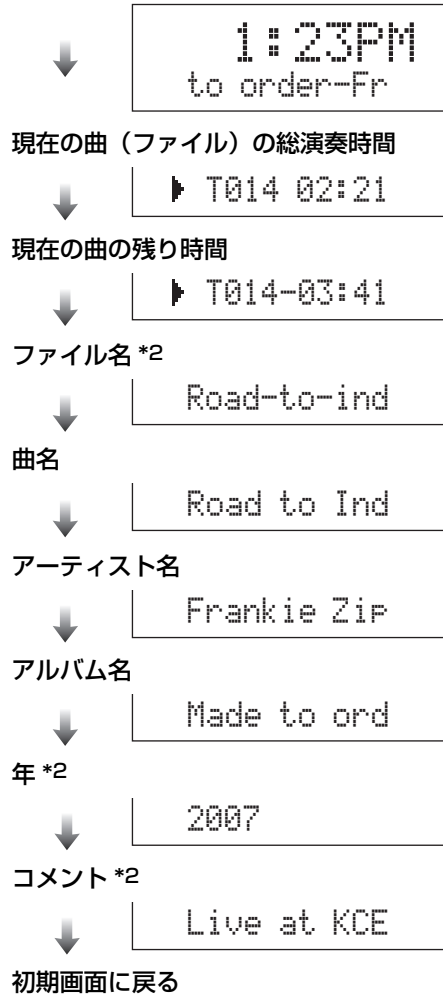 1:23PM
to order-Fr
現在の曲（ファイル）の総演奏時間
T014 02:21
現在の曲の残り時間
T014-03:41
ファイル名 *2
Road-to-ind
曲名
Road to Ind
アーティスト名
Frankie Zip
アルバム名
Made to ord
年 *2
2007
コメント *2
Live at KCE
初期画面に戻る